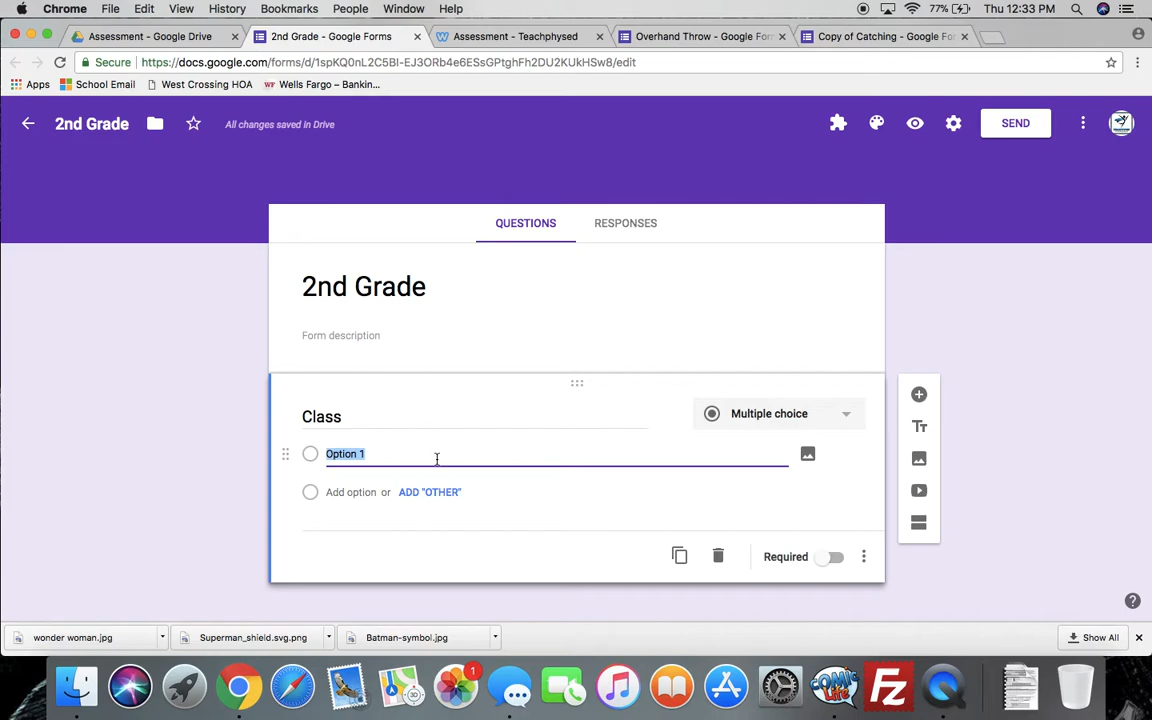 Chrome File Edit View History Bookmarks People Window Help 77% Thu 12:33 PM
Assessment - Google Drive × 2nd Grade - Google Forms × Assessment - Teachphysed × Overhand Throw - Google Form × Copy of Catching - Google Fo ×
Secure https://docs.google.com/forms/d/1spKQ0nL2C5BI-EJ3ORb4e6ESsGPtghFh2DU2KUkHSw8/edit
Apps School Email West Crossing HOA Wells Fargo – Bankin...
2nd Grade All changes saved in Drive SEND
QUESTIONS RESPONSES
2nd Grade
Form description
Class Multiple choice
Option 1
Add option or ADD "OTHER"
Required
wonder woman.jpg Superman_shield.svg.png Batman-symbol.jpg Show All
1
3D